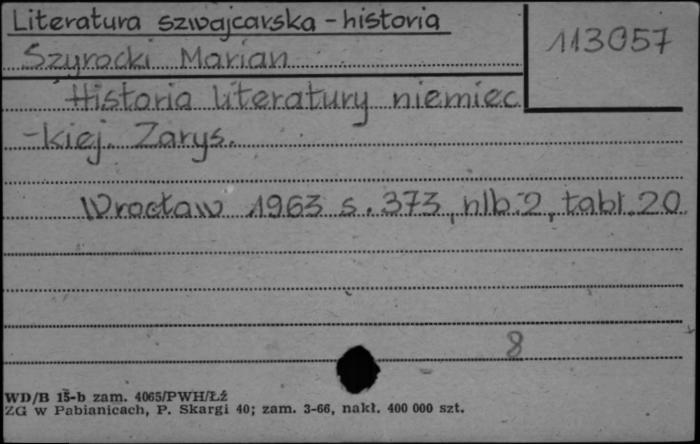 Literatura szwajcarska - historia
113057
Szyrocki Marian
Historia literatury niemiec
-kiej. Zarys.
Wrocław 1963 s. 373, nlb. 2, tabl. 20
8
WD/B 15-b zam. 4065/PWH/Łź
ZG w Pabianicach, P. Skargi 40; zam. 3-66, nakł. 400 000 szt.